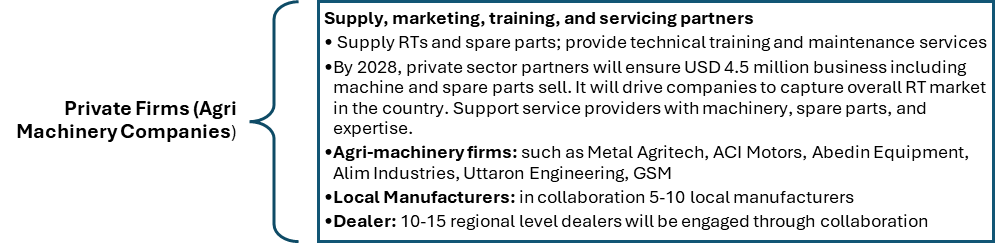 Private Firms (Agri
Machinery Companies)
Supply, marketing, training, and servicing partners
• Supply RTs and spare parts; provide technical training and maintenance services
•By 2028, private sector partners will ensure USD 4.5 million business including
machine and spare parts sell. It will drive companies to capture overall RT market
in the country. Support service providers with machinery, spare parts, and
expertise.
•Agri-machinery firms: such as Metal Agritech, ACI Motors, Abedin Equipment,
Alim Industries, Uttaron Engineering, GSM
•Local Manufacturers: in collaboration 5-10 local manufacturers
•Dealer: 10-15 regional level dealers will be engaged through collaboration